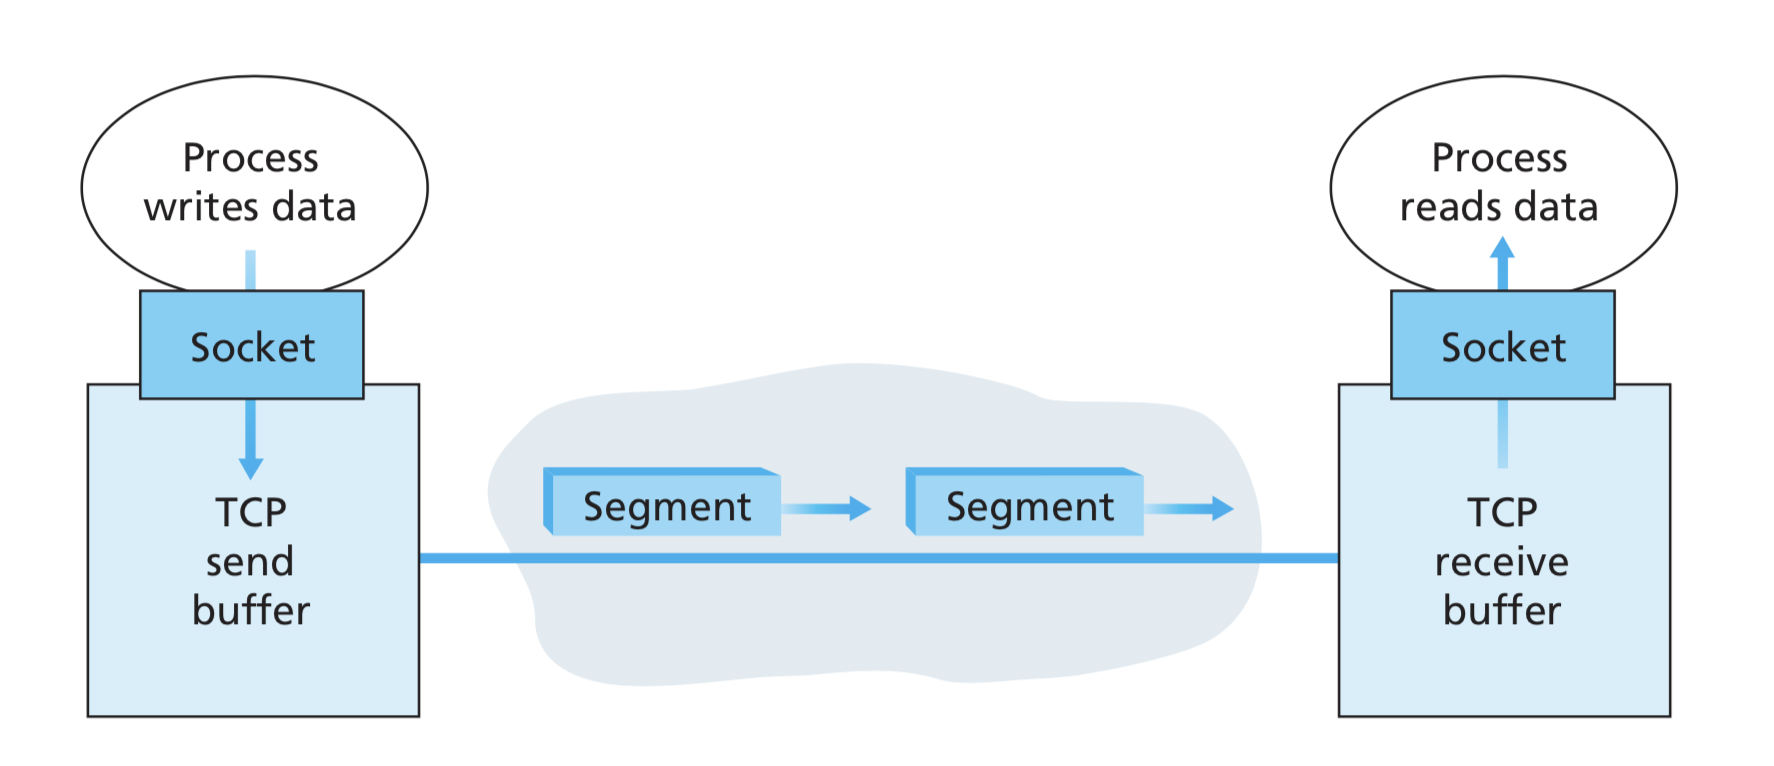 Process
writes data
Socket
TCP
send
buffer
Segment
Segment
Process
reads data
Socket
TCP
receive
buffer